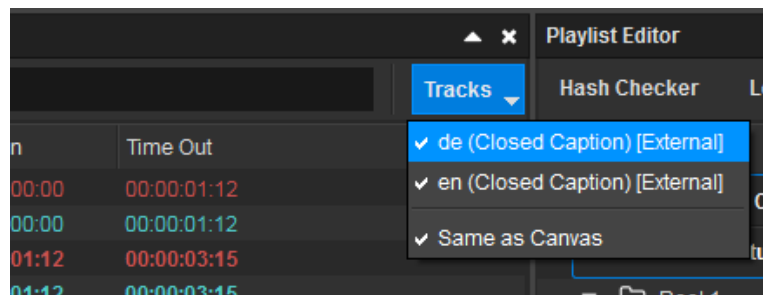 Playlist Editor
Tracks
Hash Checker
n
Time Out
de (Closed Caption) [External]
00:00
00:00:01:12
en (Closed Caption) [External]
00:00
00:00:01:12
Same as Canvas
01:12
00:00:03:15
01:12
00:00:03:15